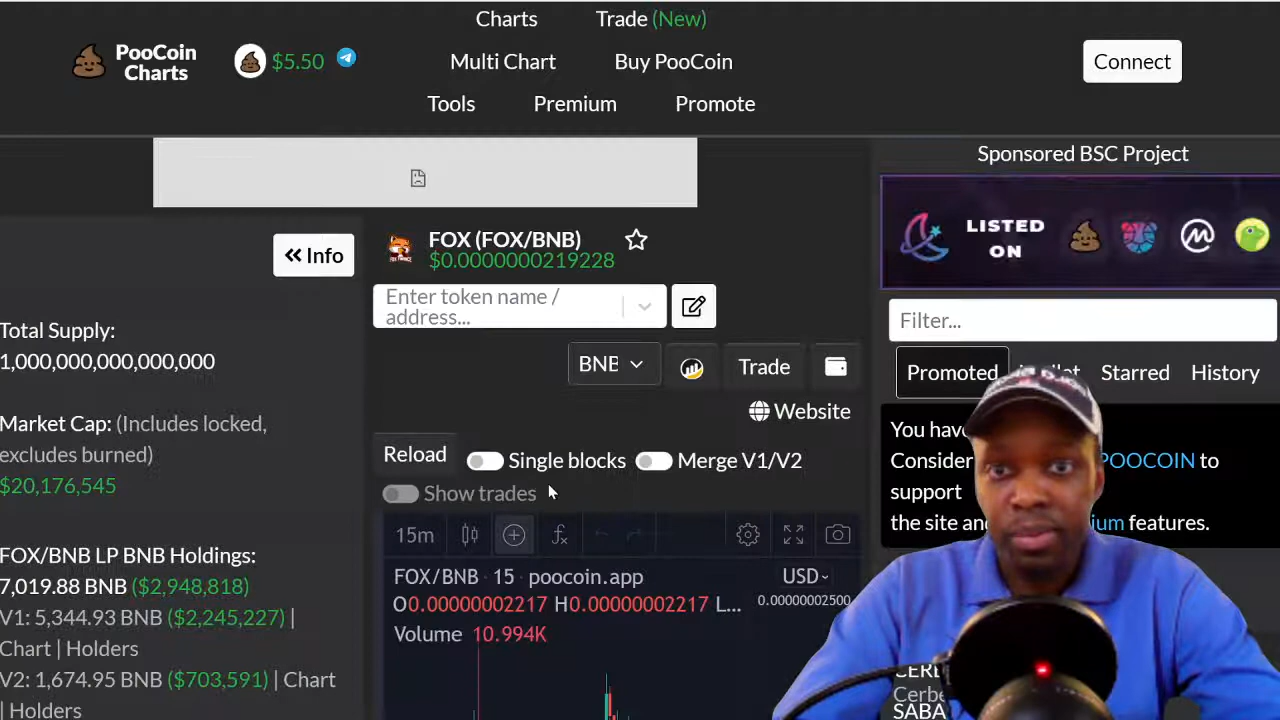 Charts
Trade (New)
PooCoin
Charts
$5.50
Multi Chart
Buy PooCoin
Connect
Tools
Premium
Promote
Sponsored BSC Project
LISTED
ON
Info
FOX (FOX/BNB)
$0.0000000219228
Enter token name /
address...
Filter...
BNB
Trade
Promoted
Starred
History
Website
Total Supply:
1,000,000,000,000,000
Market Cap: (Includes locked,
excludes burned)
$20,176,545
Reload
Single blocks
Merge V1/V2
Show trades
You have
Consider
POOCOIN to
support
the site and
features.
15m
FOX/BNB LP BNB Holdings:
7,019.88 BNB ($2,948,818)
V1: 5,344.93 BNB ($2,245,227) |
Chart | Holders
V2: 1,674.95 BNB ($703,591) | Chart
| Holders
FOX/BNB · 15 · poocoin.app
USD
O0.00000002217 H0.00000002217 L...
0.0000002500
Volume 10.994K
Cerbe
SABA